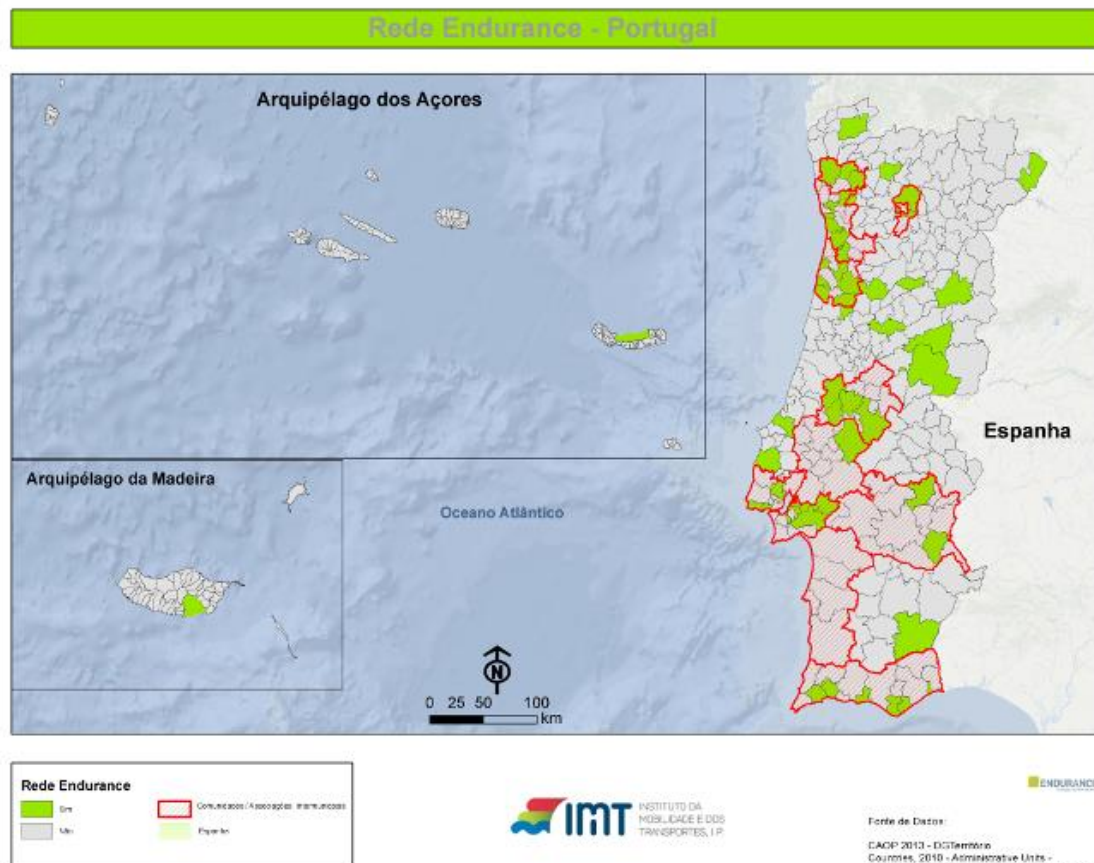 Rede Endurance - Portugal
Arquipélago dos Açores
Espanha
Arquipélago da Madeira
Oceano Atlântico
N
0 25 50 100
km
Rede Endurance
Sim
Não
Comunidades/Associações Intermunicipais
Espanha
IMT
INSTITUTO DA
MOBILIDADE E DOS
TRANSPORTES, I.P.
ENDURANCE
Fonte de Dados:
CAOP 2013 - DGTerritório
Countries, 2010 - Administrative Units -